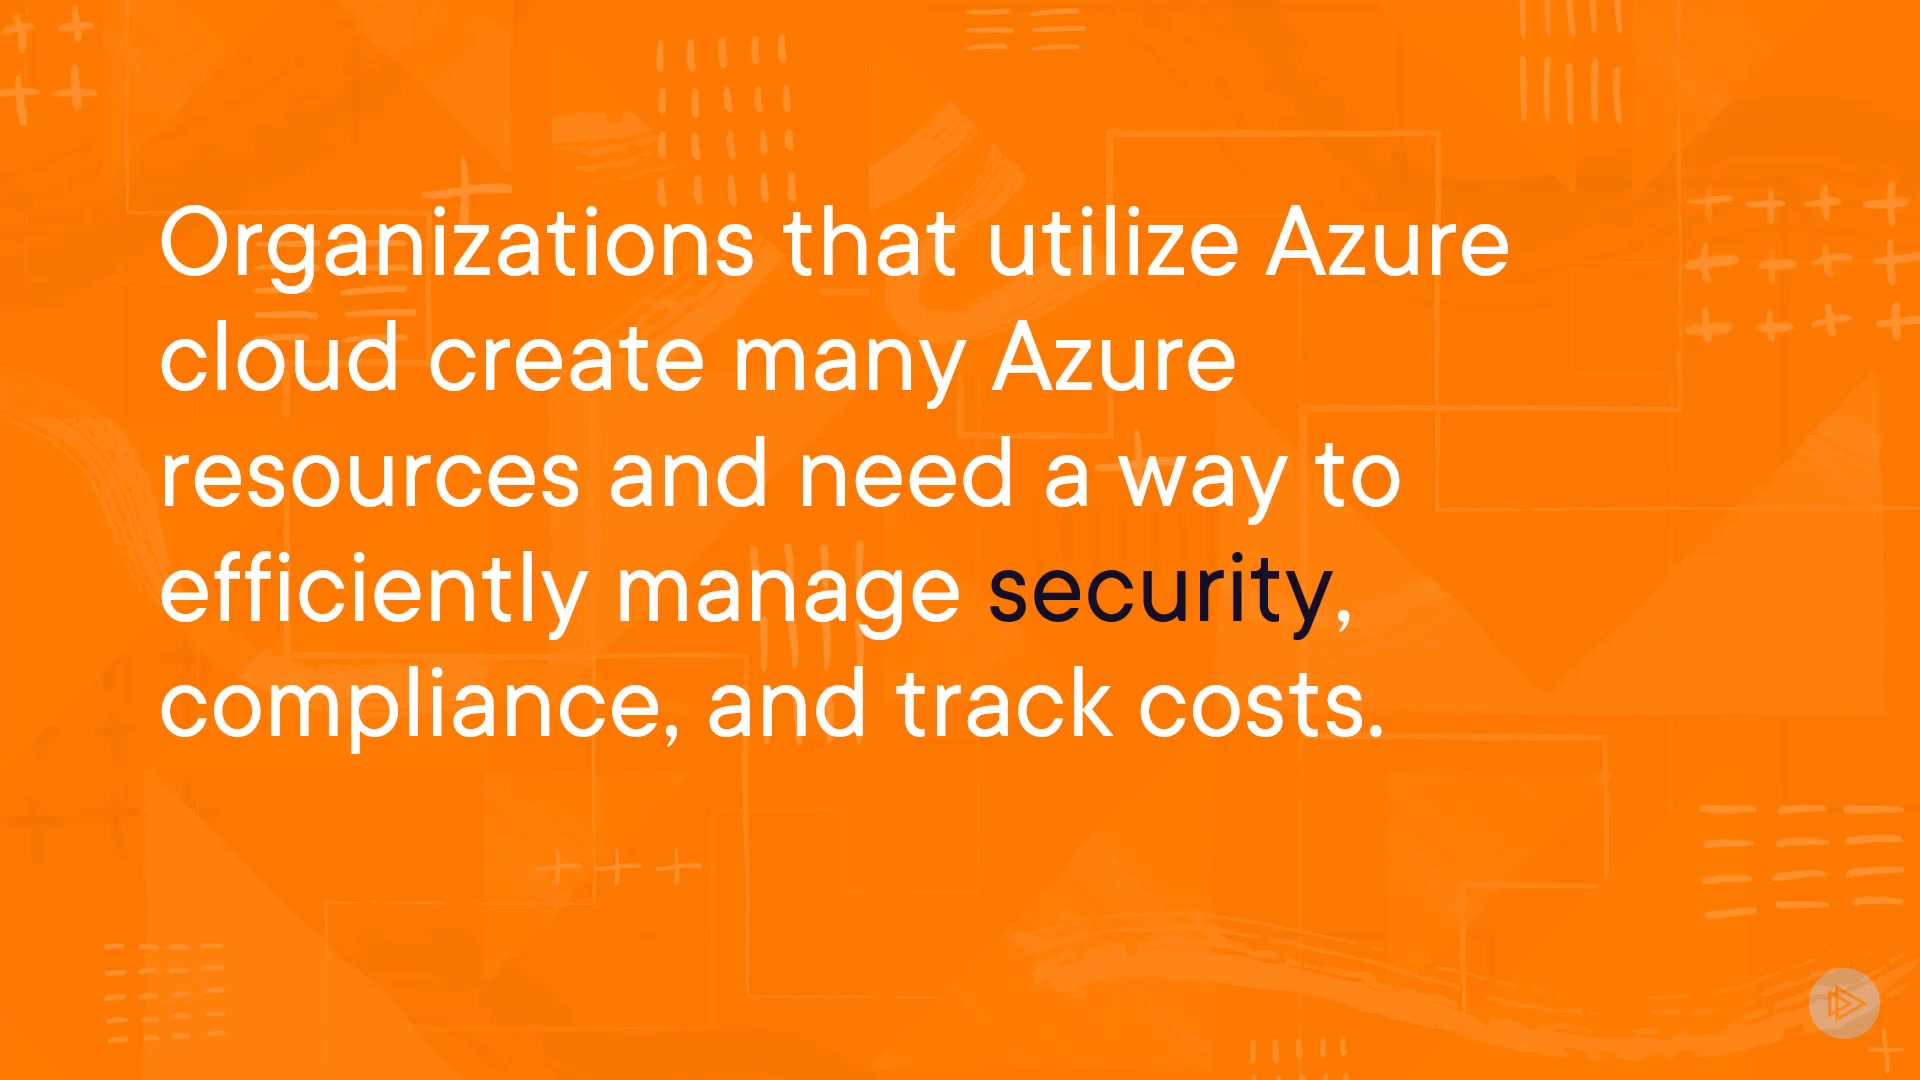 Organizations that utilize Azure
cloud create many Azure
resources and need a way to
efficiently manage security,
compliance, and track costs.